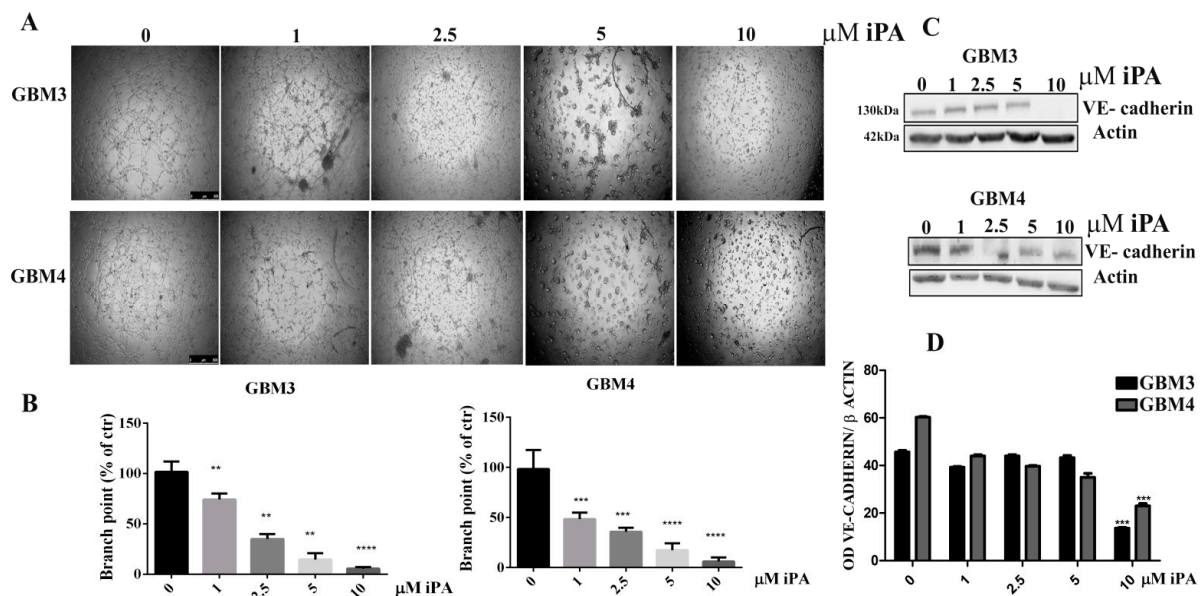 A
0 1 2.5 5 10 μM iPA
GBM3
GBM4
B
GBM3
Branch point (% of ctr)
150
100
50
0
** ** ** ****
0 1 2.5 5 10 μM iPA
GBM4
Branch point (% of ctr)
150
100
50
0
*** *** **** ****
0 1 2.5 5 10 μM iPA
C
GBM3
0 1 2.5 5 10 μM iPA
130kDa VE- cadherin
42kDa Actin
GBM4
0 1 2.5 5 10 μM iPA
VE- cadherin
Actin
D
GBM3
GBM4
OD VE-CADHERIN/ β ACTIN
80
60
40
20
0
*** ***
0 1 2.5 5 10 μM iPA